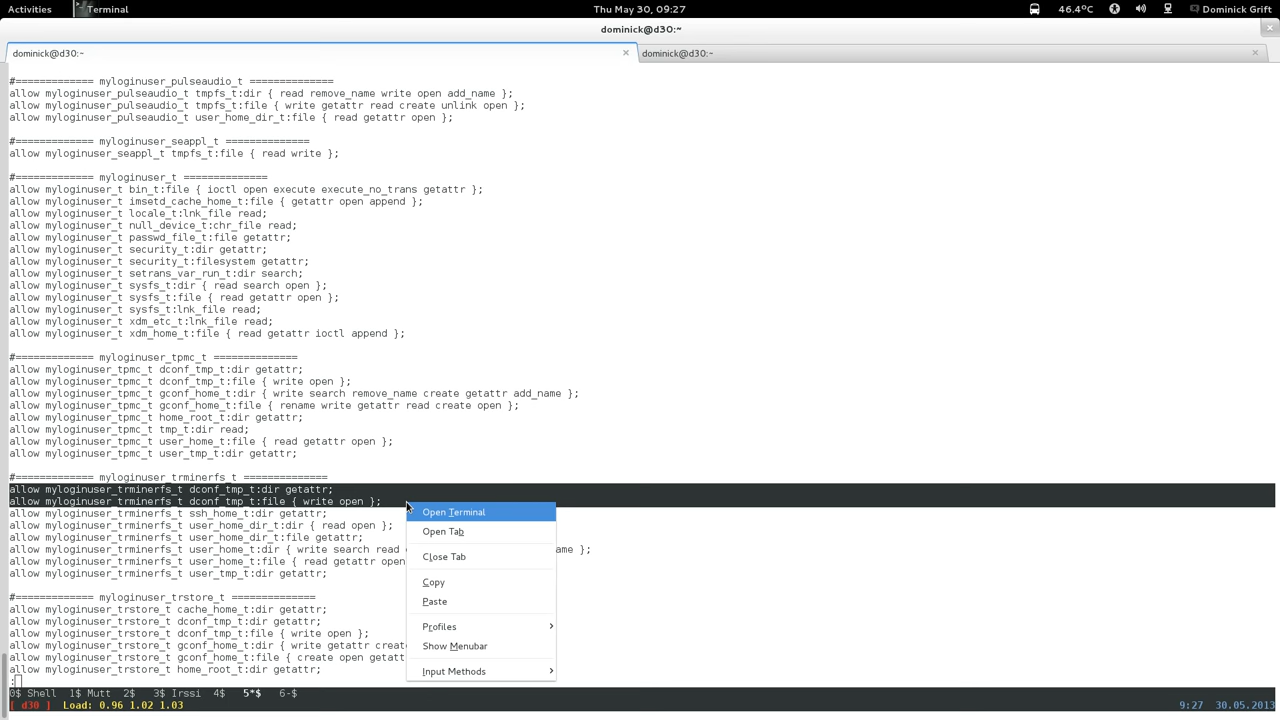 Activities
Terminal
Thu May 30, 09:27
46.4°C
Dominick Grift
dominick@d30:~
dominick@d30:~
dominick@d30:~
#============= myloginuser_pulseaudio_t ==============
allow myloginuser_pulseaudio_t tmpfs_t:dir { read remove_name write open add_name };
allow myloginuser_pulseaudio_t tmpfs_t:file { write getattr read create unlink open };
allow myloginuser_pulseaudio_t user_home_dir_t:file { read getattr open };
#============= myloginuser_seappl_t ==============
allow myloginuser_seappl_t tmpfs_t:file { read write };
#============= myloginuser_t ==============
allow myloginuser_t bin_t:file { ioctl open execute execute_no_trans getattr };
allow myloginuser_t imsetd_cache_home_t:file { getattr open append };
allow myloginuser_t locale_t:lnk_file read;
allow myloginuser_t null_device_t:chr_file read;
allow myloginuser_t passwd_file_t:file getattr;
allow myloginuser_t security_t:dir getattr;
allow myloginuser_t security_t:filesystem getattr;
allow myloginuser_t setrans_var_run_t:dir search;
allow myloginuser_t sysfs_t:dir { read search open };
allow myloginuser_t sysfs_t:file { read getattr open };
allow myloginuser_t sysfs_t:lnk_file read;
allow myloginuser_t xdm_etc_t:lnk_file read;
allow myloginuser_t xdm_home_t:file { read getattr ioctl append };
#============= myloginuser_tpmc_t ==============
allow myloginuser_tpmc_t dconf_tmp_t:dir getattr;
allow myloginuser_tpmc_t dconf_tmp_t:file { write open };
allow myloginuser_tpmc_t gconf_home_t:dir { write search remove_name create getattr add_name };
allow myloginuser_tpmc_t gconf_home_t:file { rename write getattr read create open };
allow myloginuser_tpmc_t home_root_t:dir getattr;
allow myloginuser_tpmc_t tmp_t:dir read;
allow myloginuser_tpmc_t user_home_t:file { read getattr open };
allow myloginuser_tpmc_t user_tmp_t:dir getattr;
#============= myloginuser_trminerfs_t ==============
allow myloginuser_trminerfs_t dconf_tmp_t:dir getattr;
allow myloginuser_trminerfs_t dconf_tmp_t:file { write open };
allow myloginuser_trminerfs_t ssh_home_t:dir getattr;
allow myloginuser_trminerfs_t user_home_dir_t:dir { read open };
allow myloginuser_trminerfs_t user_home_dir_t:file getattr;
allow myloginuser_trminerfs_t user_home_t:dir { write search read
allow myloginuser_trminerfs_t user_home_t:file { read getattr open
allow myloginuser_trminerfs_t user_tmp_t:dir getattr;
#============= myloginuser_trstore_t ==============
allow myloginuser_trstore_t cache_home_t:dir getattr;
allow myloginuser_trstore_t dconf_tmp_t:dir getattr;
allow myloginuser_trstore_t dconf_tmp_t:file { write open };
allow myloginuser_trstore_t gconf_home_t:dir { write getattr creat
allow myloginuser_trstore_t gconf_home_t:file { create open getatt
allow myloginuser_trstore_t home_root_t:dir getattr;
:
Open Terminal
Open Tab
Close Tab
Copy
Paste
Profiles
Show Menubar
Input Methods
0$ Shell 1$ Mutt 2$ 3$ Irssi 4$ 5*$ 6-$
[ d30 ] Load: 0.96 1.02 1.03 9:27 30.05.2013